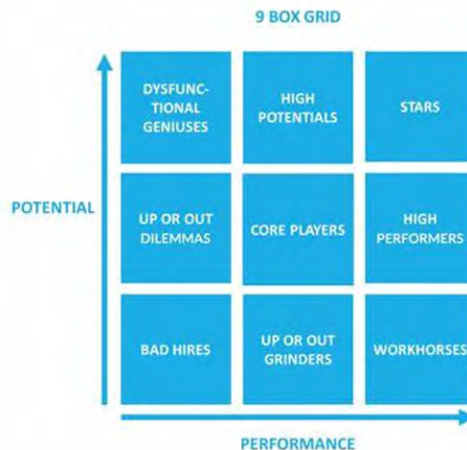 9 BOX GRID
DYSFUNC-
TIONAL
GENIUSES
HIGH
POTENTIALS
STARS
POTENTIAL
UP OR OUT
DILEMMAS
CORE PLAYERS
HIGH
PERFORMERS
BAD HIRES
UP OR OUT
GRINDERS
WORKHORSES
PERFORMANCE